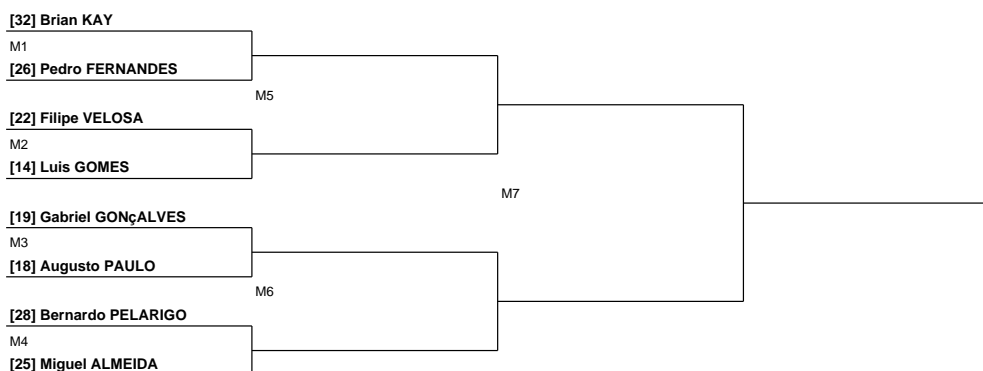 [32] Brian KAY
M1
[26] Pedro FERNANDES
M5
[22] Filipe VELOSA
M2
[14] Luis GOMES
M7
[19] Gabriel GONçALVES
M3
[18] Augusto PAULO
M6
[28] Bernardo PELARIGO
M4
[25] Miguel ALMEIDA